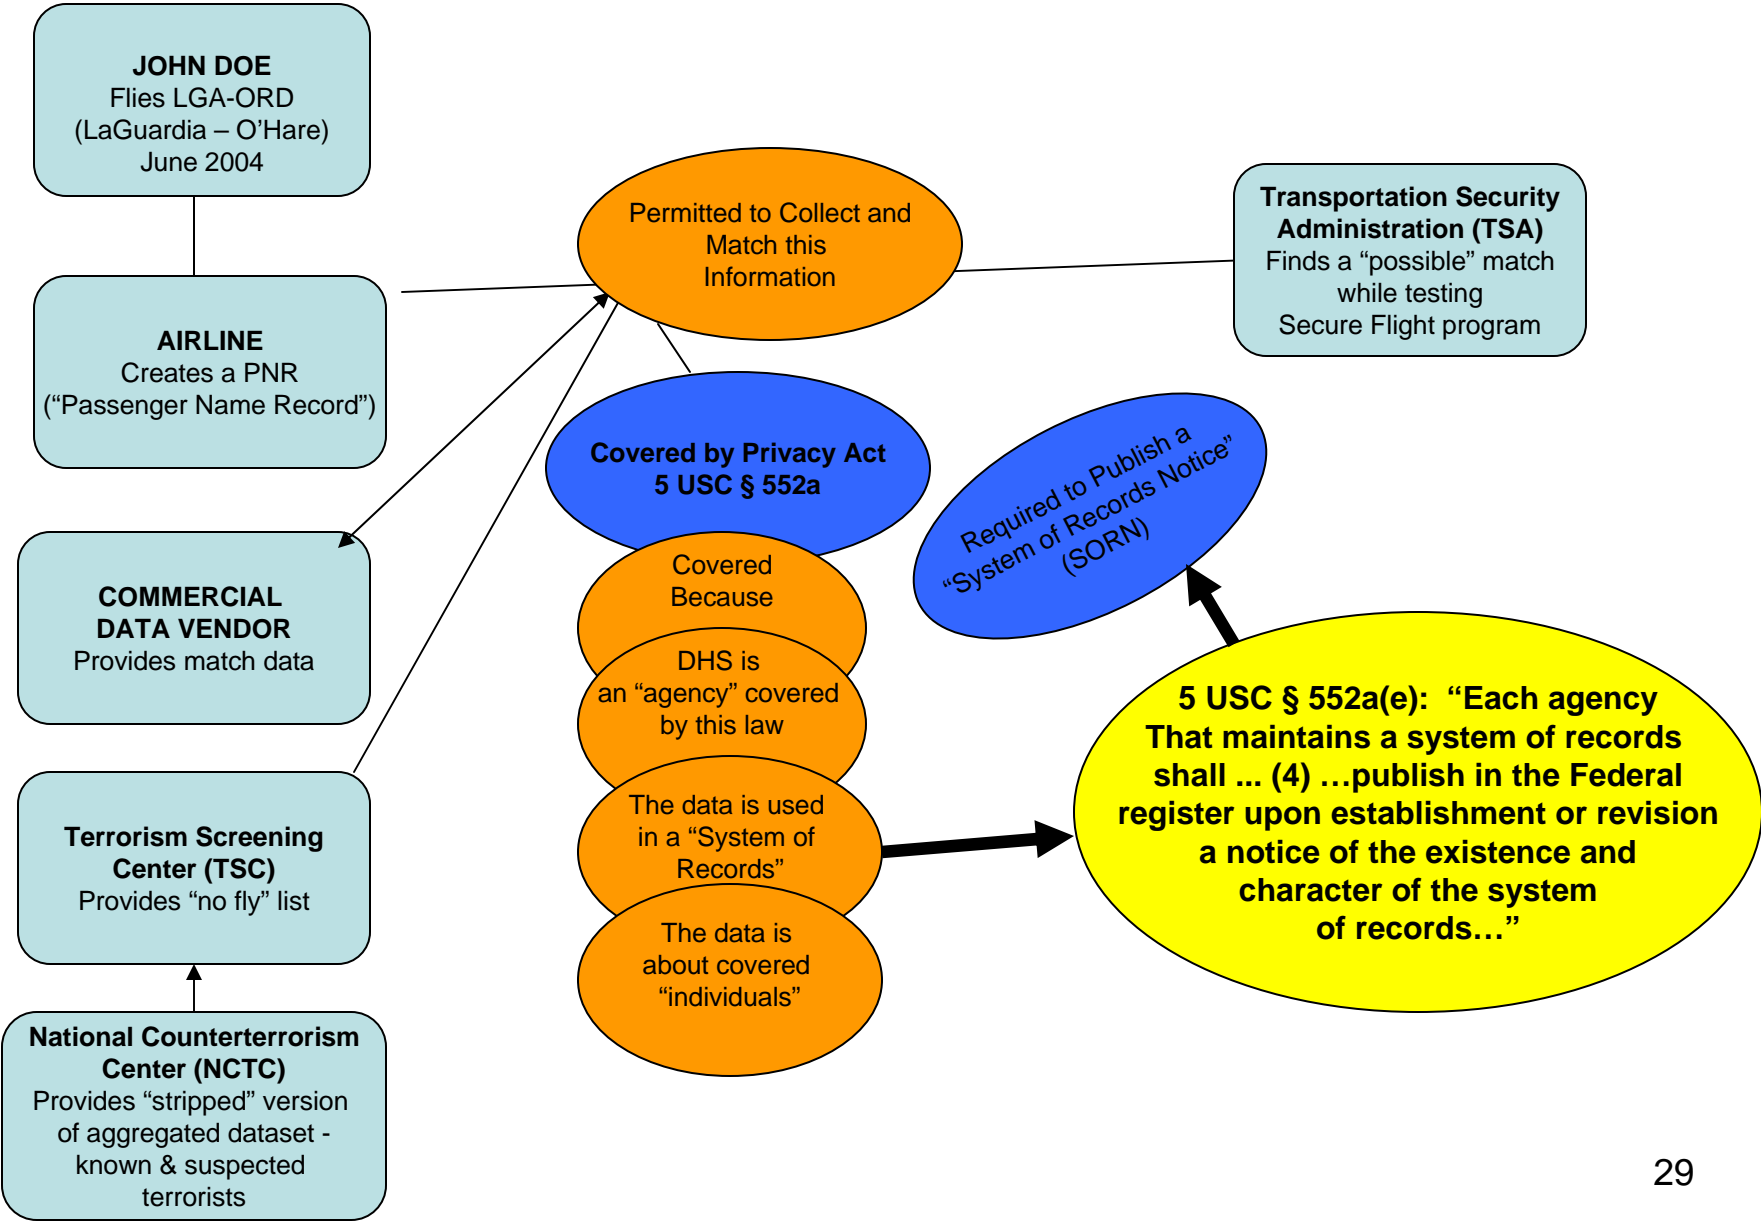 JOHN DOE
Flies LGA-ORD
(LaGuardia – O’Hare)
June 2004
AIRLINE
Creates a PNR
(“Passenger Name Record”)
COMMERCIAL
DATA VENDOR
Provides match data
Terrorism Screening
Center (TSC)
Provides “no fly” list
National Counterterrorism
Center (NCTC)
Provides “stripped” version
of aggregated dataset -
known & suspected
terrorists
Permitted to Collect and
Match this
Information
Transportation Security
Administration (TSA)
Finds a “possible” match
while testing
Secure Flight program
Covered by Privacy Act
5 USC § 552a
Covered
Because
DHS is
an “agency” covered
by this law
The data is used
in a “System of
Records”
The data is
about covered
“individuals”
Required to Publish a
“System of Records Notice”
(SORN)
5 USC § 552a(e):  “Each agency
That maintains a system of records
shall ... (4) …publish in the Federal
register upon establishment or revision
a notice of the existence and
character of the system
of records…”
29